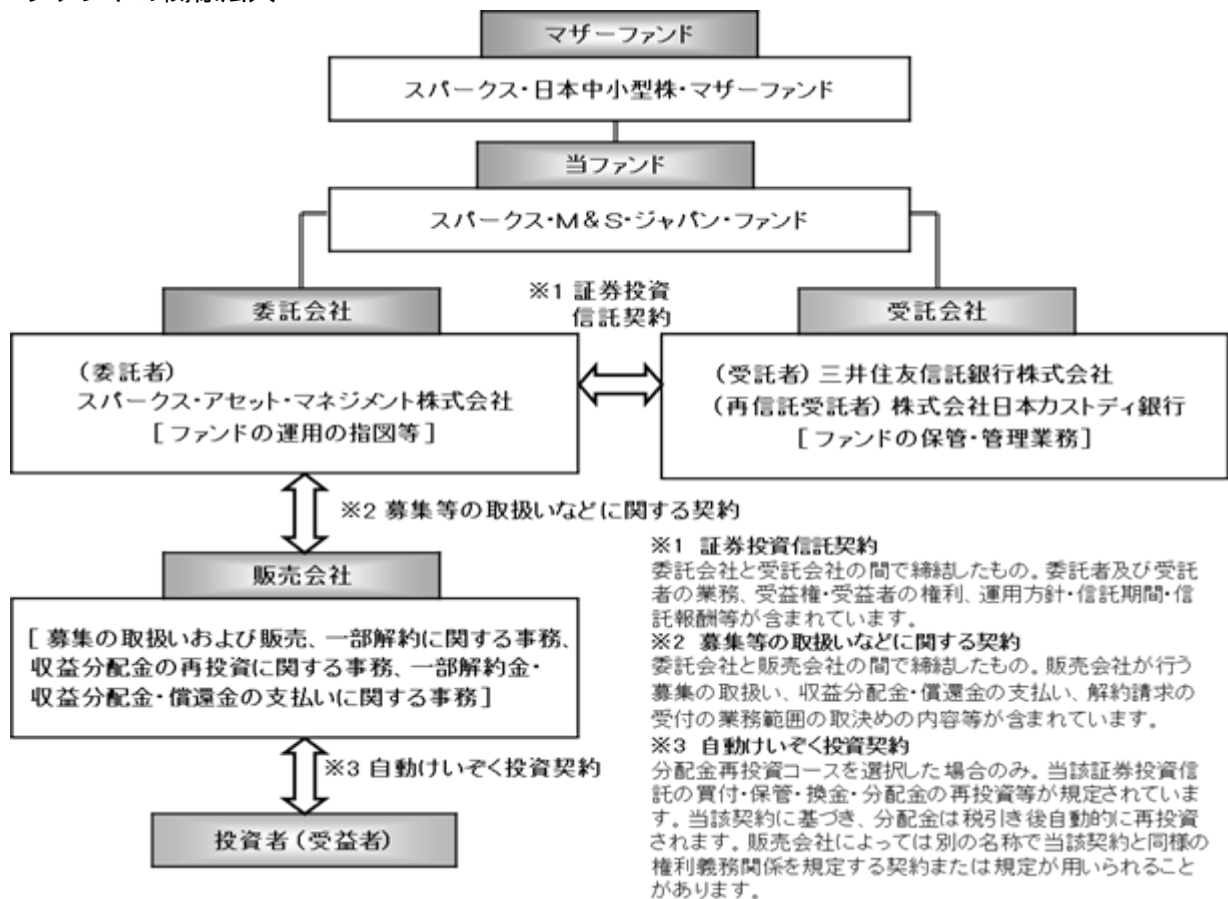 マザーファンド
スパークス・日本中小型株・マザーファンド
当ファンド
スパークス・M&S・ジャパン・ファンド
委託会社
(委託者)
スパークス・アセット・マネジメント株式会社
[ファンドの運用の指図等]
※1 証券投資
信託契約
受託会社
(受託者) 三井住友信託銀行株式会社
(再信託受託者) 株式会社日本カストディ銀行
[ファンドの保管・管理業務]
※2 募集等の取扱いなどに関する契約
販売会社
[ 募集の取扱いおよび販売、一部解約に関する事務、
収益分配金の再投資に関する事務、一部解約金・
収益分配金・償還金の支払いに関する事務]
※3 自動けいぞく投資契約
投資者(受益者)
※1 証券投資信託契約
委託会社と受託会社の間で締結したもの。委託者及び受託
者の業務、受益権・受益者の権利、運用方針・信託期間・信
託報酬等が含まれています。
※2 募集等の取扱いなどに関する契約
委託会社と販売会社の間で締結したもの。販売会社が行う
募集の取扱い、収益分配金・償還金の支払い、解約請求の
受付の業務範囲の取決めの内容等が含まれています。
※3 自動けいぞく投資契約
分配金再投資コースを選択した場合のみ。当該証券投資信
託の買付・保管・換金・分配金の再投資等が規定されていま
す。当該契約に基づき、分配金は税引き後自動的に再投資
されます。販売会社によっては別の名称で当該契約と同様の
権利義務関係を規定する契約または規定が用いられること
があります。